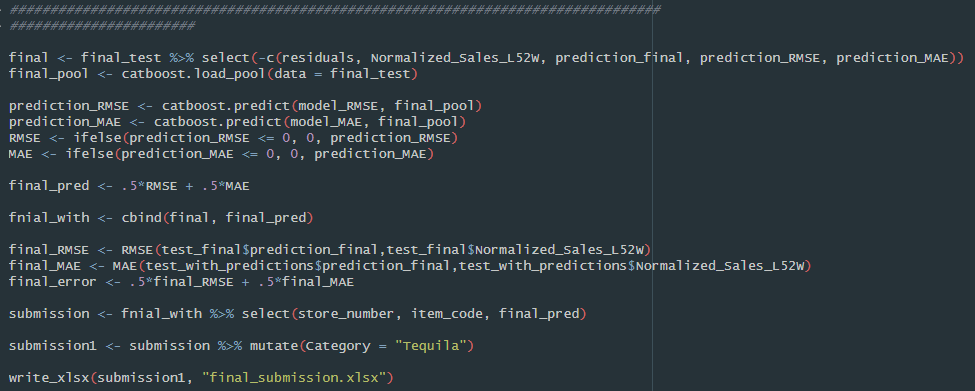 ################################################################################
#######################
final <- final_test %>% select(-c(residuals, Normalized_Sales_L52W, prediction_final, prediction_RMSE, prediction_MAE))
final_pool <- catboost.load_pool(data = final_test)
prediction_RMSE <- catboost.predict(model_RMSE, final_pool)
prediction_MAE <- catboost.predict(model_MAE, final_pool)
RMSE <- ifelse(prediction_RMSE <= 0, 0, prediction_RMSE)
MAE <- ifelse(prediction_MAE <= 0, 0, prediction_MAE)
final_pred <- .5*RMSE + .5*MAE
fnial_with <- cbind(final, final_pred)
final_RMSE <- RMSE(test_final$prediction_final,test_final$Normalized_Sales_L52W)
final_MAE <- MAE(test_with_predictions$prediction_final,test_with_predictions$Normalized_Sales_L52W)
final_error <- .5*final_RMSE + .5*final_MAE
submission <- fnial_with %>% select(store_number, item_code, final_pred)
submission1 <- submission %>% mutate(Category = "Tequila")
write_xlsx(submission1, "final_submission.xlsx")